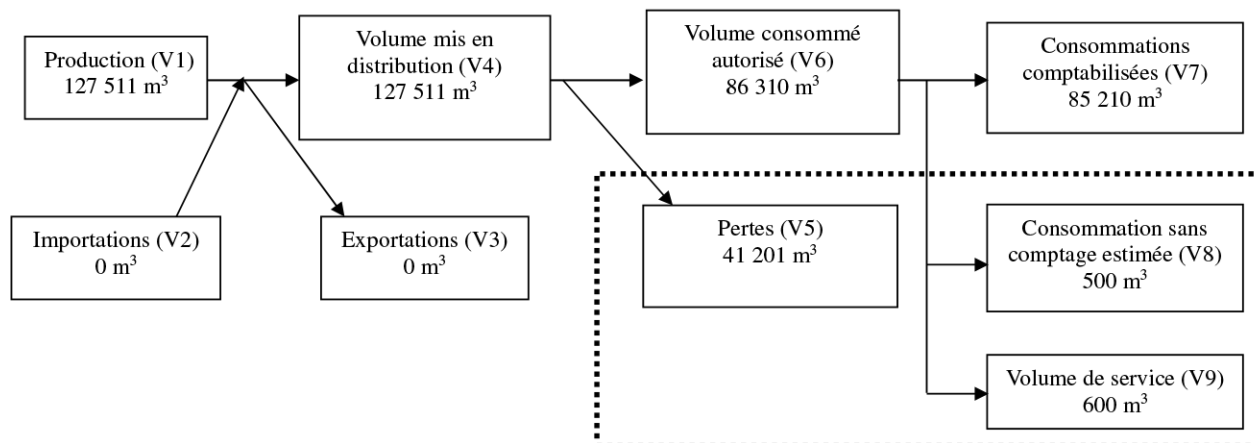 Production (V1)
127 511 m³
Volume mis en
distribution (V4)
127 511 m³
Volume consommé
autorisé (V6)
86 310 m³
Consommations
comptabilisées (V7)
85 210 m³
Importations (V2)
0 m³
Exportations (V3)
0 m³
Pertes (V5)
41 201 m³
Consommation sans
comptage estimée (V8)
500 m³
Volume de service (V9)
600 m³